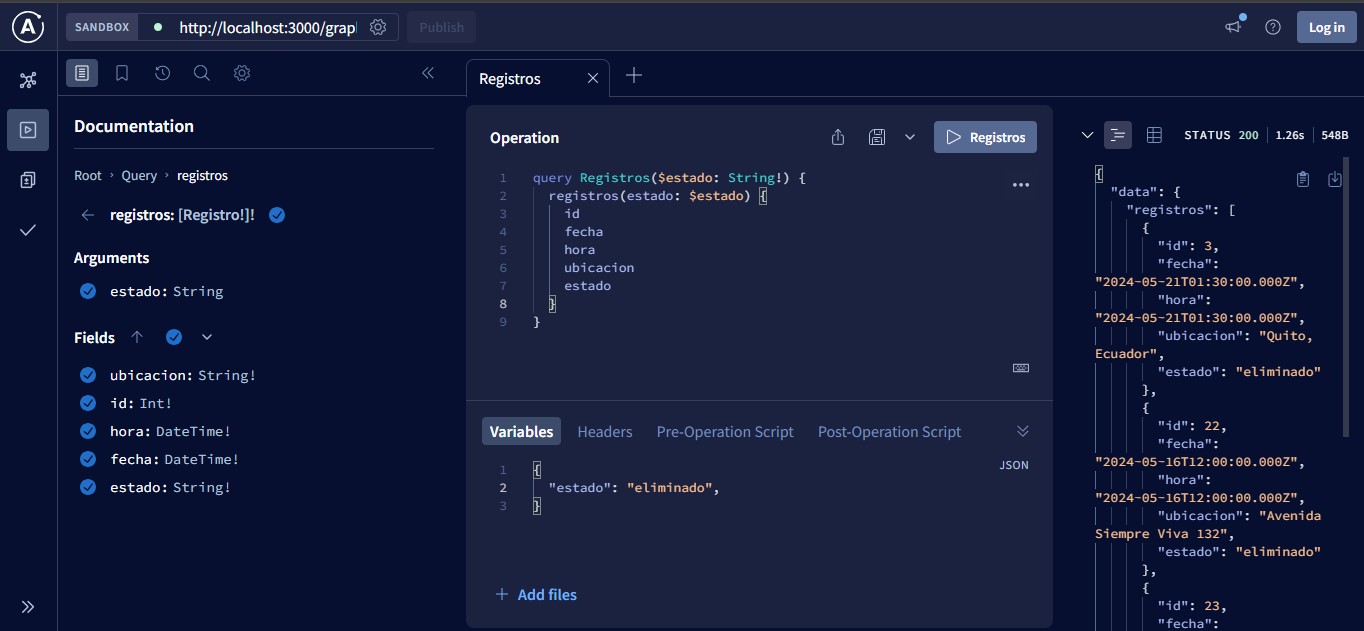 SANDBOX http://localhost:3000/grap Publish Log in
Registros
Documentation
Root › Query › registros
registros: [Registro!]!
Arguments
estado: String
Fields
ubicacion: String!
id: Int!
hora: DateTime!
fecha: DateTime!
estado: String!
Operation Registros
1 query Registros($estado: String!) {
2 registros(estado: $estado) {
3 id
4 fecha
5 hora
6 ubicacion
7 estado
8 }
9 }
Variables Headers Pre-Operation Script Post-Operation Script
JSON
1 {
2 "estado": "eliminado",
3 }
+ Add files
STATUS 200 1.26s 548B
{
"data": {
"registros": [
{
"id": 3,
"fecha":
"2024-05-21T01:30:00.000Z",
"hora":
"2024-05-21T01:30:00.000Z",
"ubicacion": "Quito,
Ecuador",
"estado": "eliminado"
},
{
"id": 22,
"fecha":
"2024-05-16T12:00:00.000Z",
"hora":
"2024-05-16T12:00:00.000Z",
"ubicacion": "Avenida
Siempre Viva 132",
"estado": "eliminado"
},
{
"id": 23,
"fecha":